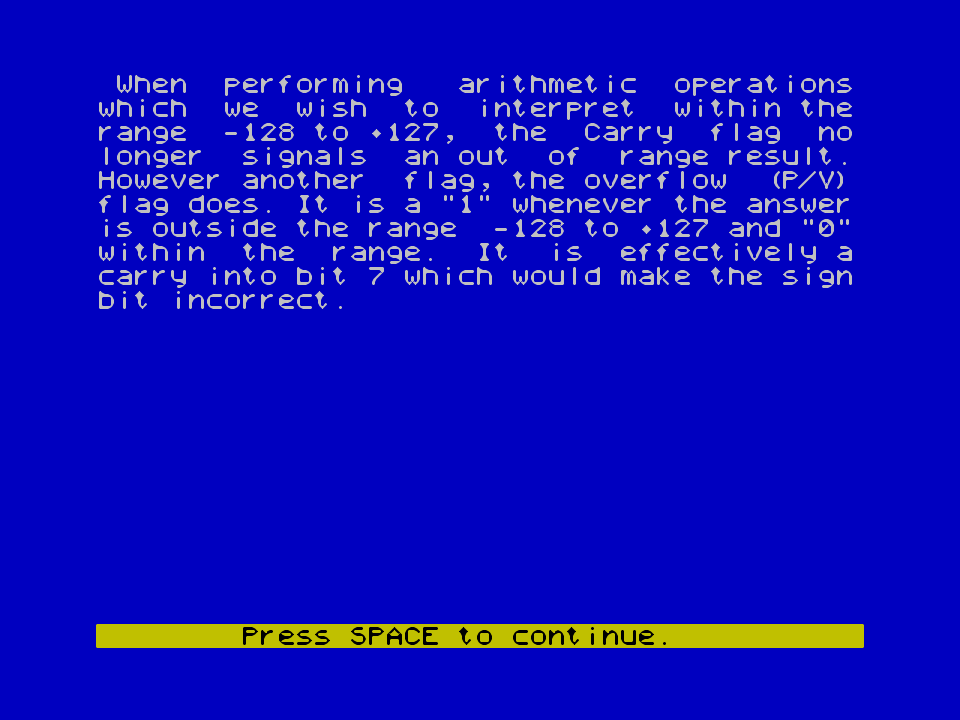 When performing arithmetic operations
which we wish to interpret within the
range -128 to +127, the Carry flag no
longer signals an out of range result.
However another flag, the overflow (P/V)
flag does. It is a "1" whenever the answer
is outside the range -128 to +127 and "0"
within the range. It is effectively a
carry into bit 7 which would make the sign
bit incorrect.
Press SPACE to continue.